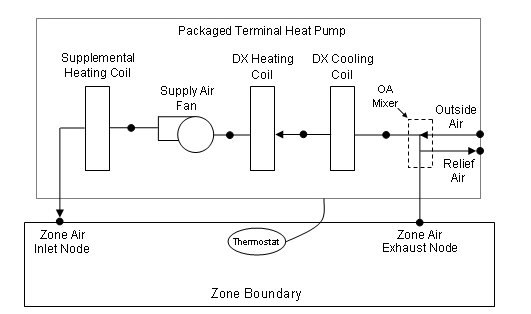 Packaged Terminal Heat Pump
Supplemental
Heating Coil
Supply Air
Fan
DX Heating
Coil
DX Cooling
Coil
OA
Mixer
Outside
Air
Relief
Air
Zone Air
Inlet Node
Thermostat
Zone Air
Exhaust Node
Zone Boundary